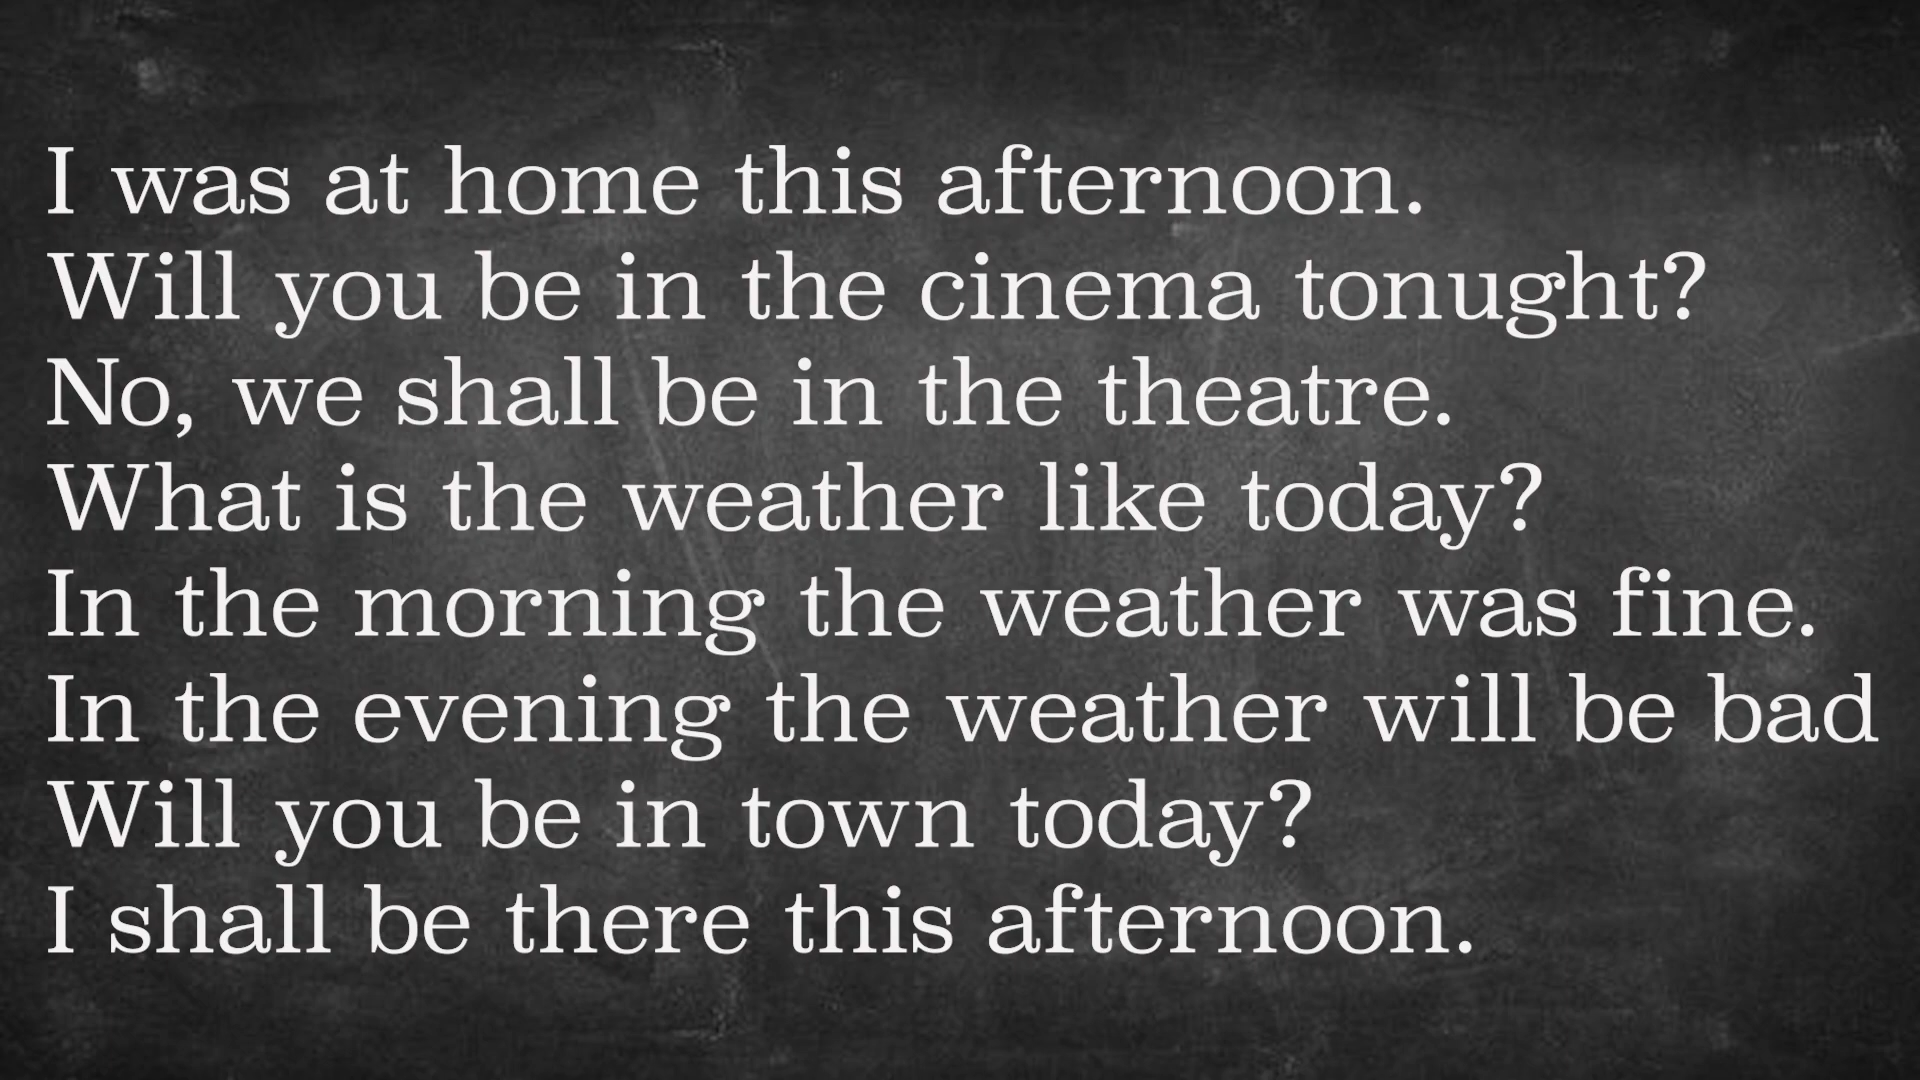 I was at home this afternoon.
Will you be in the cinema tonught?
No, we shall be in the theatre.
What is the weather like today?
In the morning the weather was fine.
In the evening the weather will be bad
Will you be in town today?
I shall be there this afternoon.